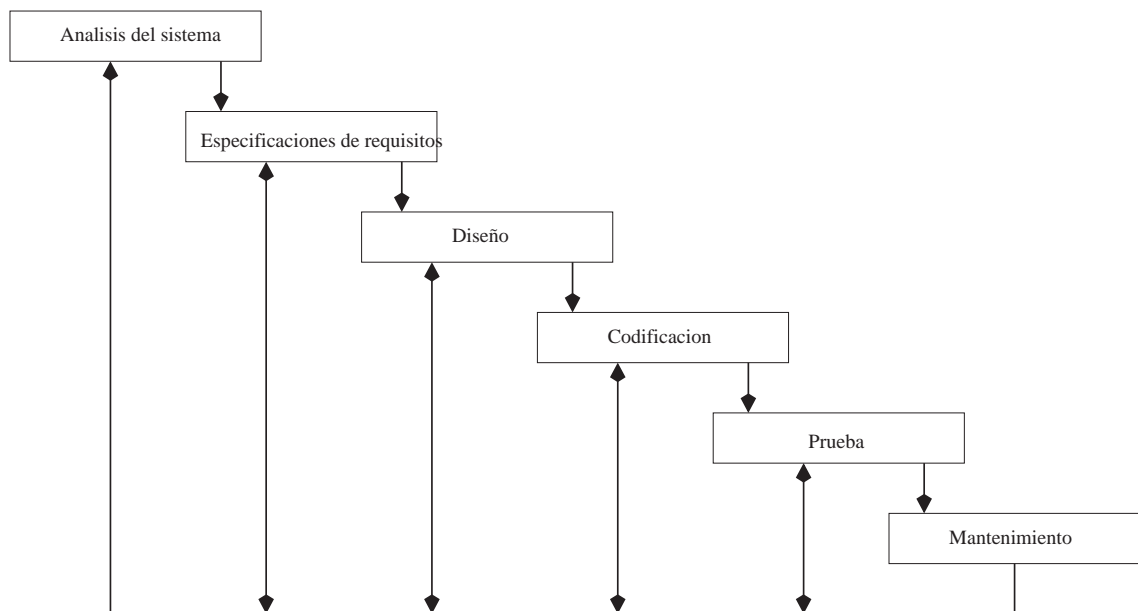 Analisis del sistema
Especificaciones de requisitos
Diseño
Codificacion
Prueba
Mantenimiento